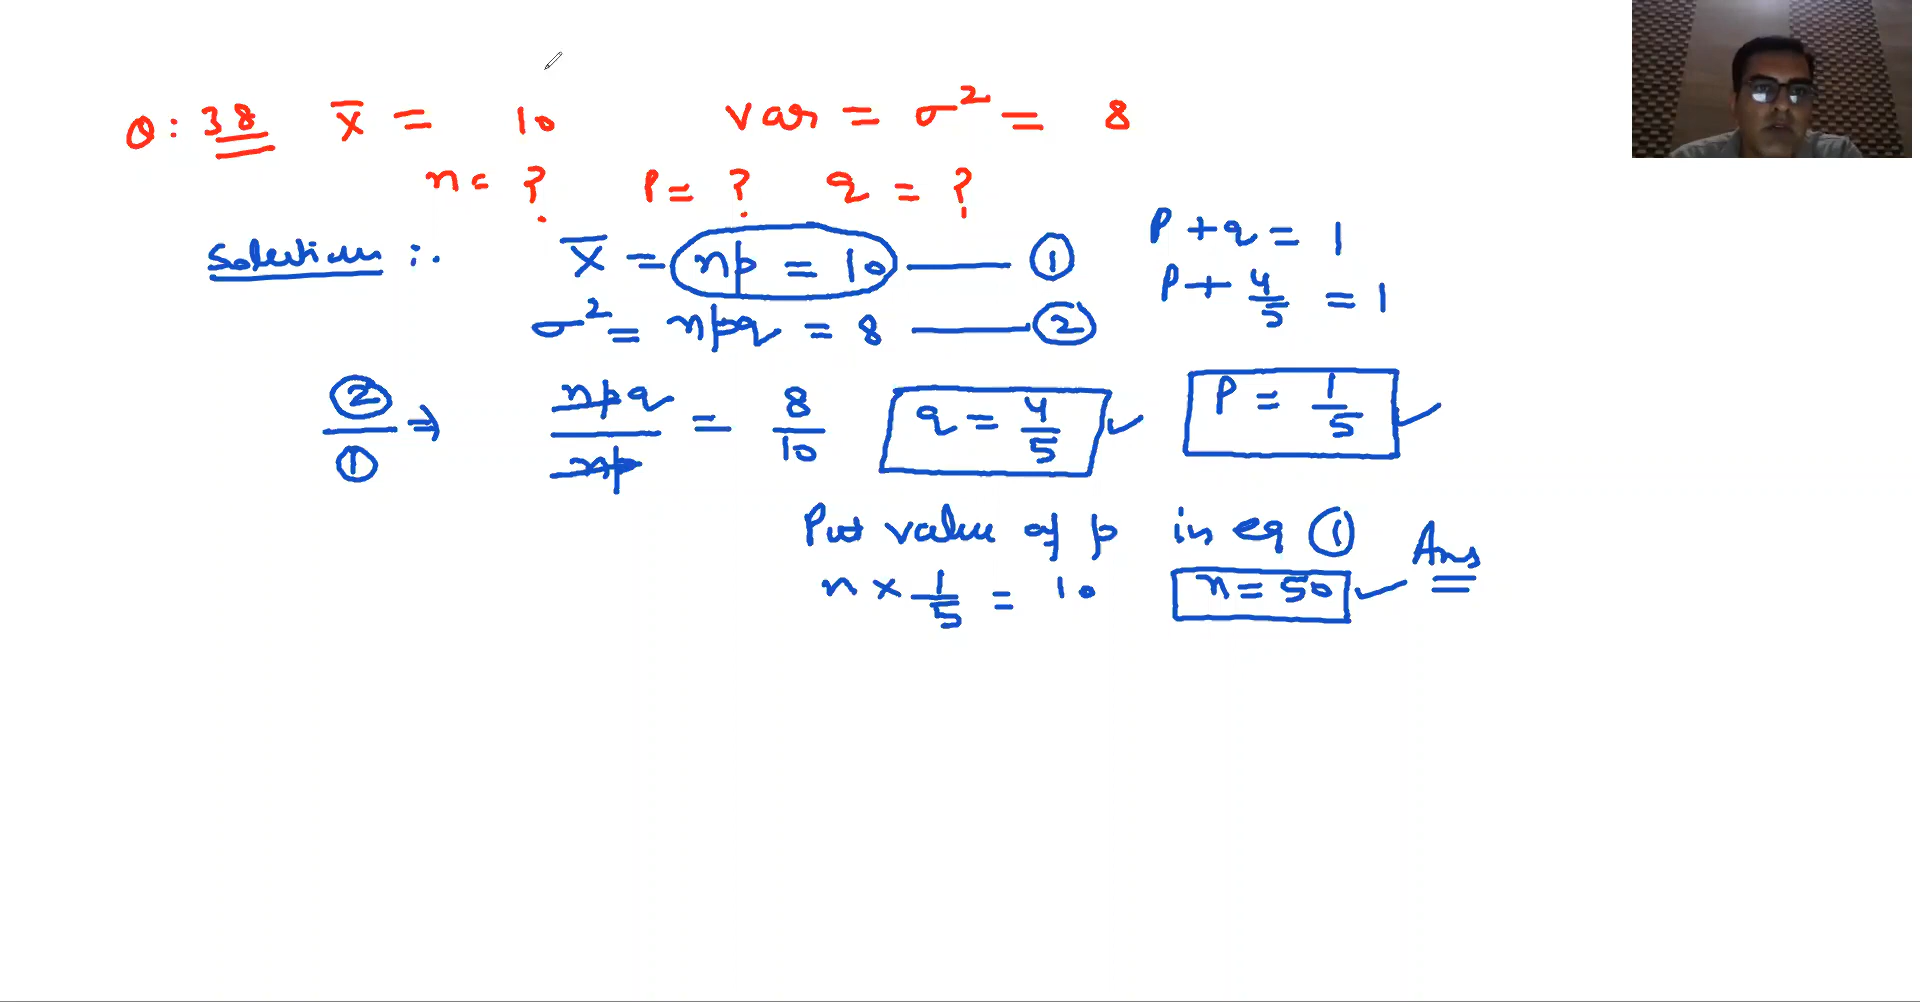 Q: 38 x̄ = 10 var = σ² = 8
n = ? P = ? q = ?
Solution :. x̄ = np = 10 —— ① P + q = 1
σ² = npq = 8 —— ② P + 4/5 = 1
②/① ⇒ npq/np = 8/10 q = 4/5 ✓ P = 1/5 ✓
Put value of p in eq ① Ans
n × 1/5 = 10 n = 50 ✓